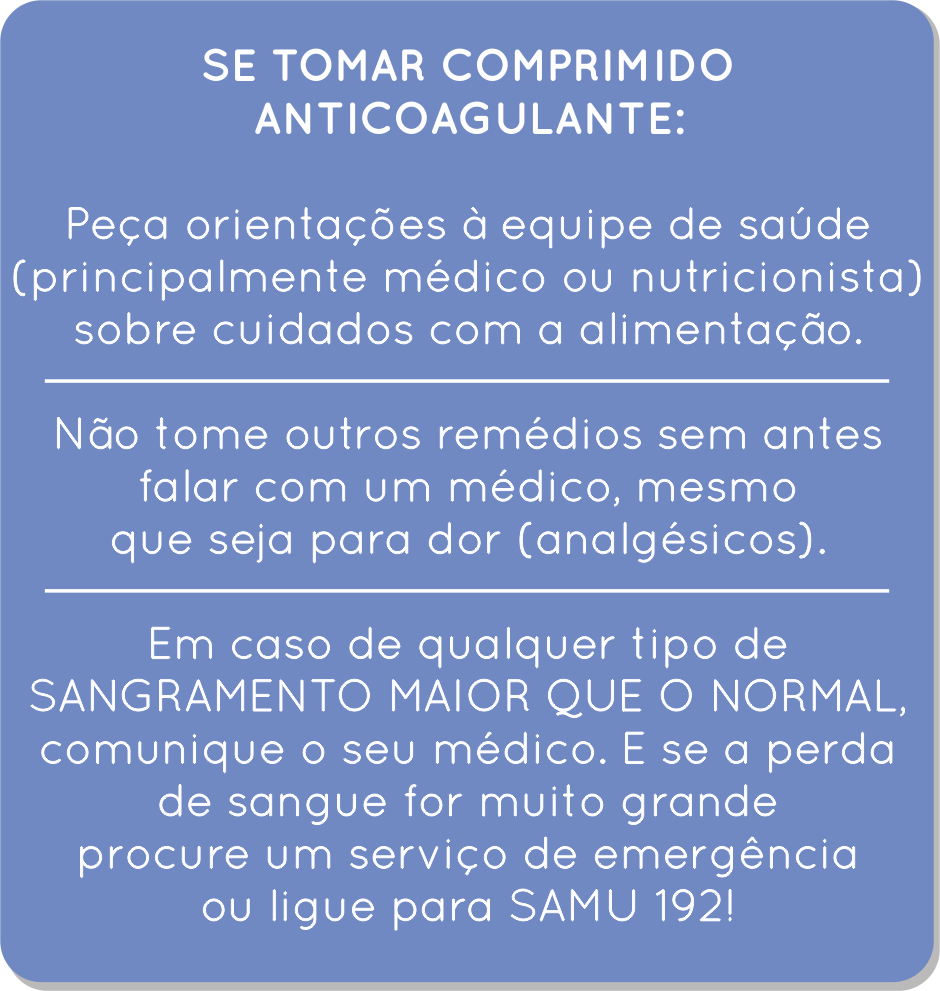 SE TOMAR COMPRIMIDO
ANTICOAGULANTE:
Peça orientações à equipe de saúde
(principalmente médico ou nutricionista)
sobre cuidados com a alimentação.
Não tome outros remédios sem antes
falar com um médico, mesmo
que seja para dor (analgésicos).
Em caso de qualquer tipo de
SANGRAMENTO MAIOR QUE O NORMAL,
comunique o seu médico. E se a perda
de sangue for muito grande
procure um serviço de emergência
ou ligue para SAMU 192!